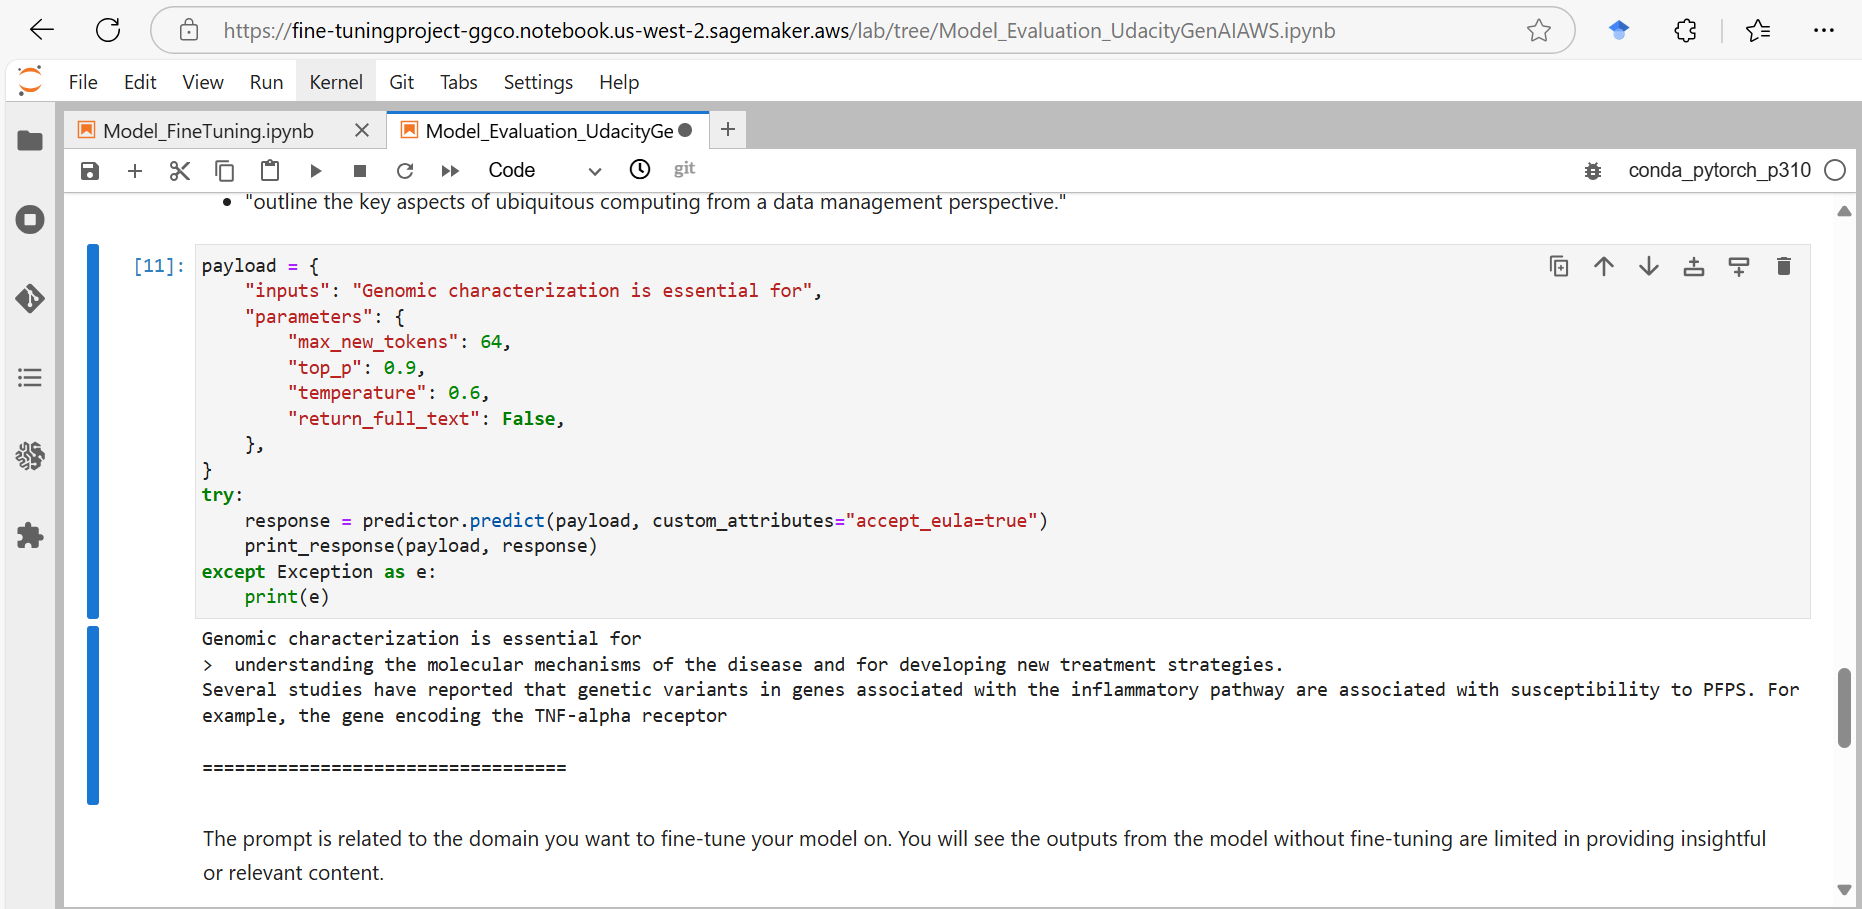 https://fine-tuningproject-ggco.notebook.us-west-2.sagemaker.aws/lab/tree/Model_Evaluation_UdacityGenAIAWS.ipynb
File Edit View Run Kernel Git Tabs Settings Help
Model_FineTuning.ipynb Model_Evaluation_UdacityGe
Code git conda_pytorch_p310
• "outline the key aspects of ubiquitous computing from a data management perspective."
[11]: payload = {
    "inputs": "Genomic characterization is essential for",
    "parameters": {
        "max_new_tokens": 64,
        "top_p": 0.9,
        "temperature": 0.6,
        "return_full_text": False,
    },
}
try:
    response = predictor.predict(payload, custom_attributes="accept_eula=true")
    print_response(payload, response)
except Exception as e:
    print(e)
Genomic characterization is essential for
>  understanding the molecular mechanisms of the disease and for developing new treatment strategies.
Several studies have reported that genetic variants in genes associated with the inflammatory pathway are associated with susceptibility to PFPS. For
example, the gene encoding the TNF-alpha receptor
==================================
The prompt is related to the domain you want to fine-tune your model on. You will see the outputs from the model without fine-tuning are limited in providing insightful
or relevant content.